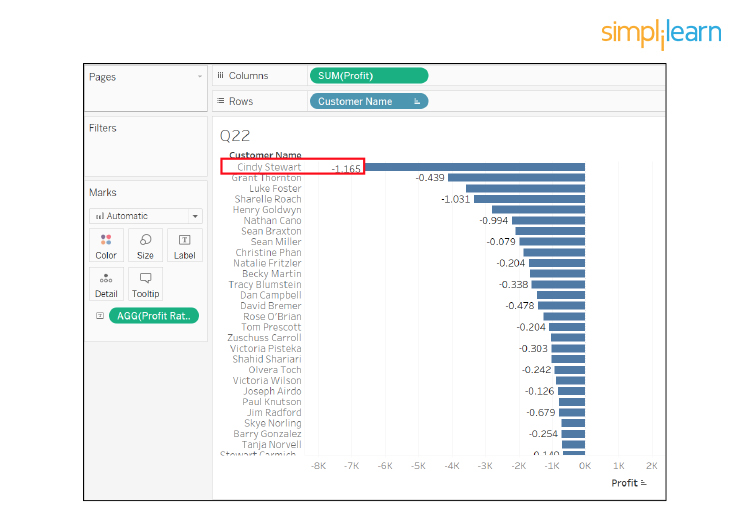 simplilearn
Pages
iii Columns
SUM(Profit)
Rows
Customer Name
Filters
Q22
Customer Name
Cindy Stewart -1.165
Grant Thornton -0.439
Luke Foster
Sharelle Roach -1.031
Henry Goldwyn
Nathan Cano -0.994
Sean Braxton
Sean Miller -0.079
Christine Phan
Natalie Fritzler -0.204
Becky Martin
Tracy Blumstein -0.338
Dan Campbell
David Bremer -0.478
Rose O'Brian
Tom Prescott -0.204
Zuschuss Carroll
Victoria Pisteka -0.303
Shahid Shariari
Olvera Toch -0.242
Victoria Wilson
Joseph Airdo -0.126
Paul Knutson
Jim Radford -0.679
Skye Norling
Barry Gonzalez -0.254
Tanja Norvell
Stewart Carmich.. -0.140
-8K -7K -6K -5K -4K -3K -2K -1K 0K 1K 2K
Profit
Marks
Automatic
Color Size Label
Detail Tooltip
AGG(Profit Rat..